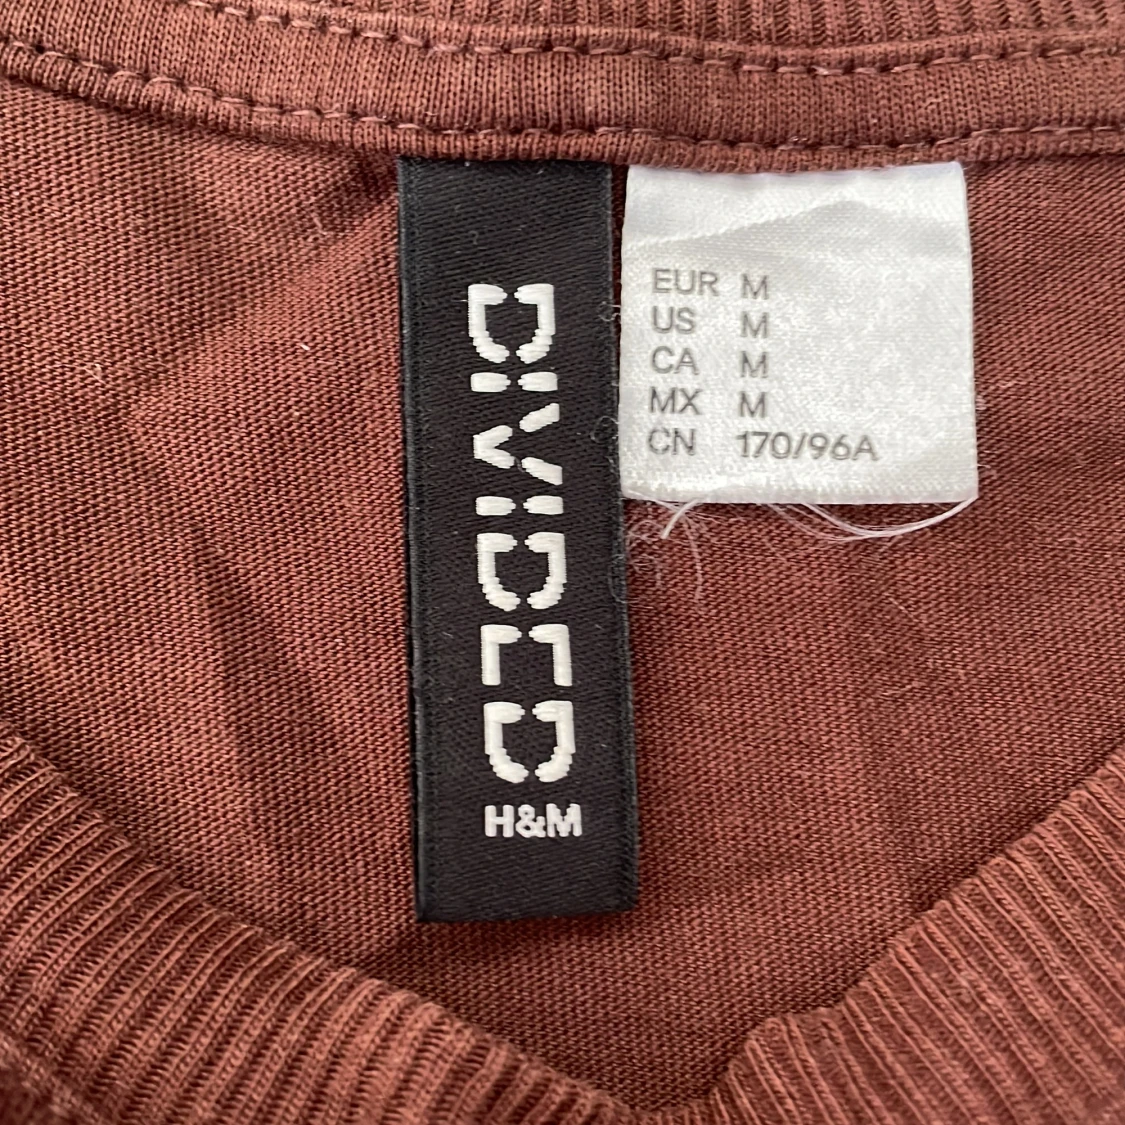 DIVIDED
H&M
EUR M
US M
CA M
MX M
CN 170/96A